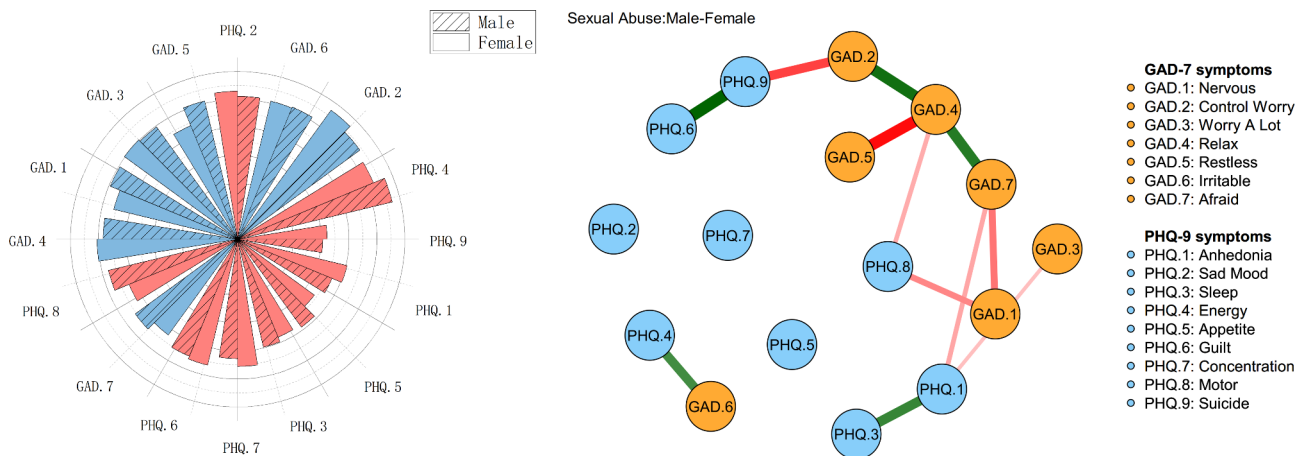 Male
Female
PHQ.2
GAD.6
GAD.2
PHQ.4
PHQ.9
PHQ.1
PHQ.5
PHQ.3
PHQ.7
PHQ.6
GAD.7
PHQ.8
GAD.4
GAD.1
GAD.3
GAD.5
Sexual Abuse:Male-Female
GAD.2
PHQ.9
GAD.4
PHQ.6
GAD.5
GAD.7
PHQ.2
PHQ.7
GAD.3
PHQ.8
GAD.1
PHQ.4
PHQ.5
PHQ.1
GAD.6
PHQ.3
GAD-7 symptoms
GAD.1: Nervous
GAD.2: Control Worry
GAD.3: Worry A Lot
GAD.4: Relax
GAD.5: Restless
GAD.6: Irritable
GAD.7: Afraid
PHQ-9 symptoms
PHQ.1: Anhedonia
PHQ.2: Sad Mood
PHQ.3: Sleep
PHQ.4: Energy
PHQ.5: Appetite
PHQ.6: Guilt
PHQ.7: Concentration
PHQ.8: Motor
PHQ.9: Suicide